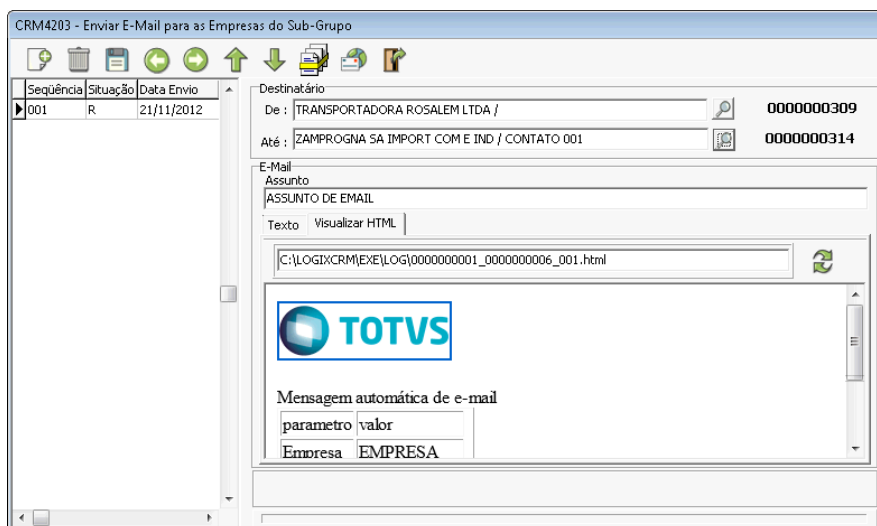 CRM4203 - Enviar E-Mail para as Empresas do Sub-Grupo
Seqüência Situação Data Envio
001 R 21/11/2012
Destinatário
De : TRANSPORTADORA ROSALEM LTDA / 0000000309
Até : ZAMPROGNA SA IMPORT COM E IND / CONTATO 001 0000000314
E-Mail
Assunto
ASSUNTO DE EMAIL
Texto Visualizar HTML
C:\LOGIXCRM\EXE\LOG\0000000001_0000000006_001.html
TOTVS
Mensagem automática de e-mail
parametro valor
Empresa EMPRESA